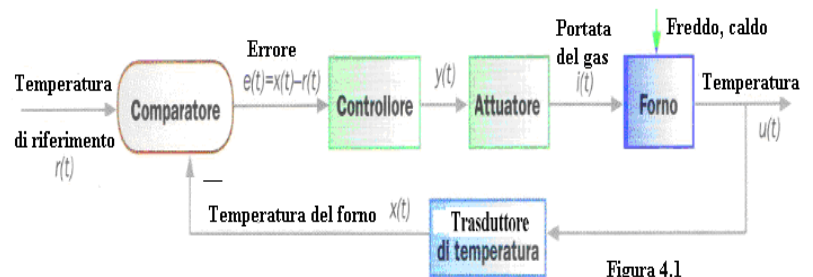 Portata
del gas
i(t)
Freddo, caldo
Errore
e(t)=x(t)–r(t)
Temperatura
di riferimento
r(t)
Comparatore
Controllore
y(t)
Attuatore
Forno
Temperatura
u(t)
—
Temperatura del forno x(t)
Trasduttore
di temperatura
Figura 4.1